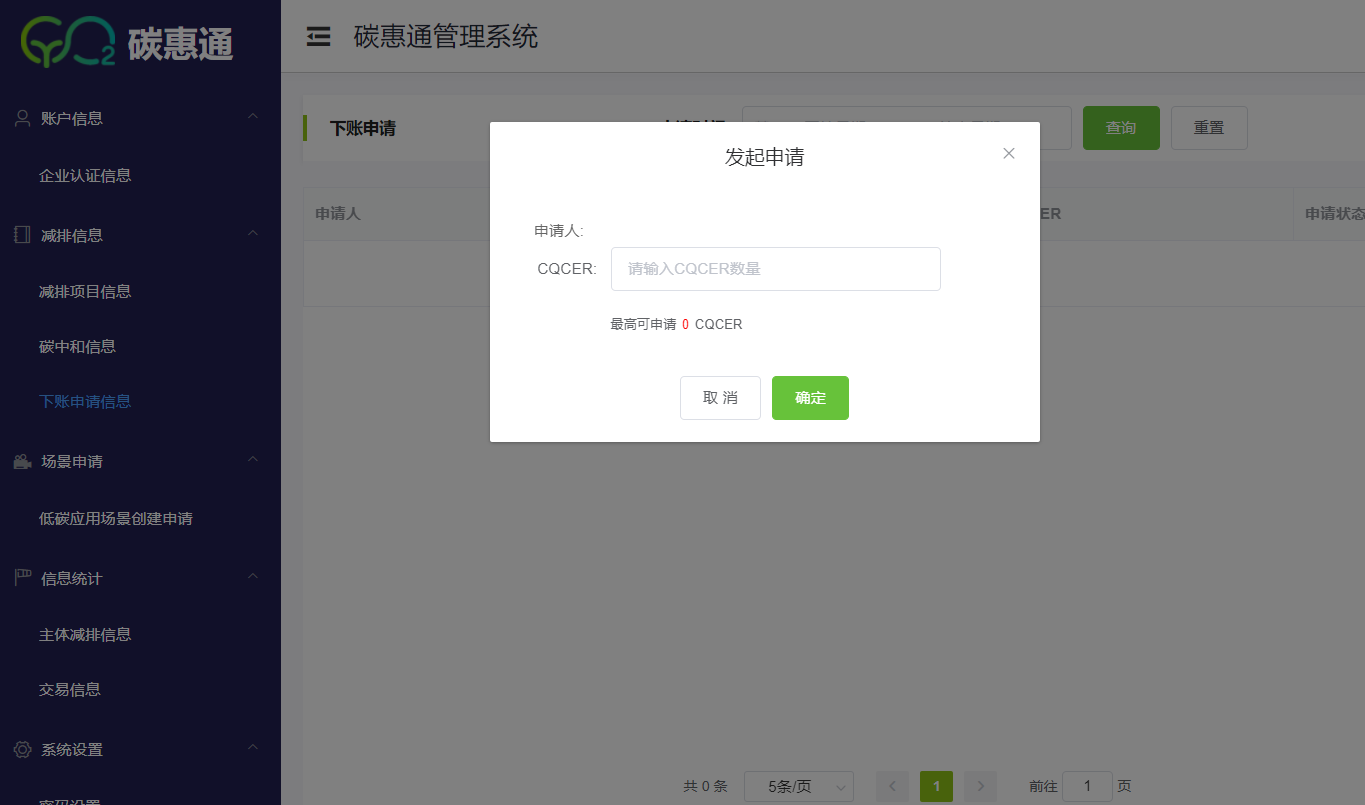 碳惠通
碳惠通管理系统
账户信息
企业认证信息
减排信息
减排项目信息
碳中和信息
下账申请信息
场景申请
低碳应用场景创建申请
信息统计
主体减排信息
交易信息
系统设置
下账申请
查询
重置
申请人
ER
申请状态
发起申请
申请人:
CQCER:
请输入CQCER数量
最高可申请 0 CQCER
取 消
确定
共 0 条
5条/页
1
前往
1
页